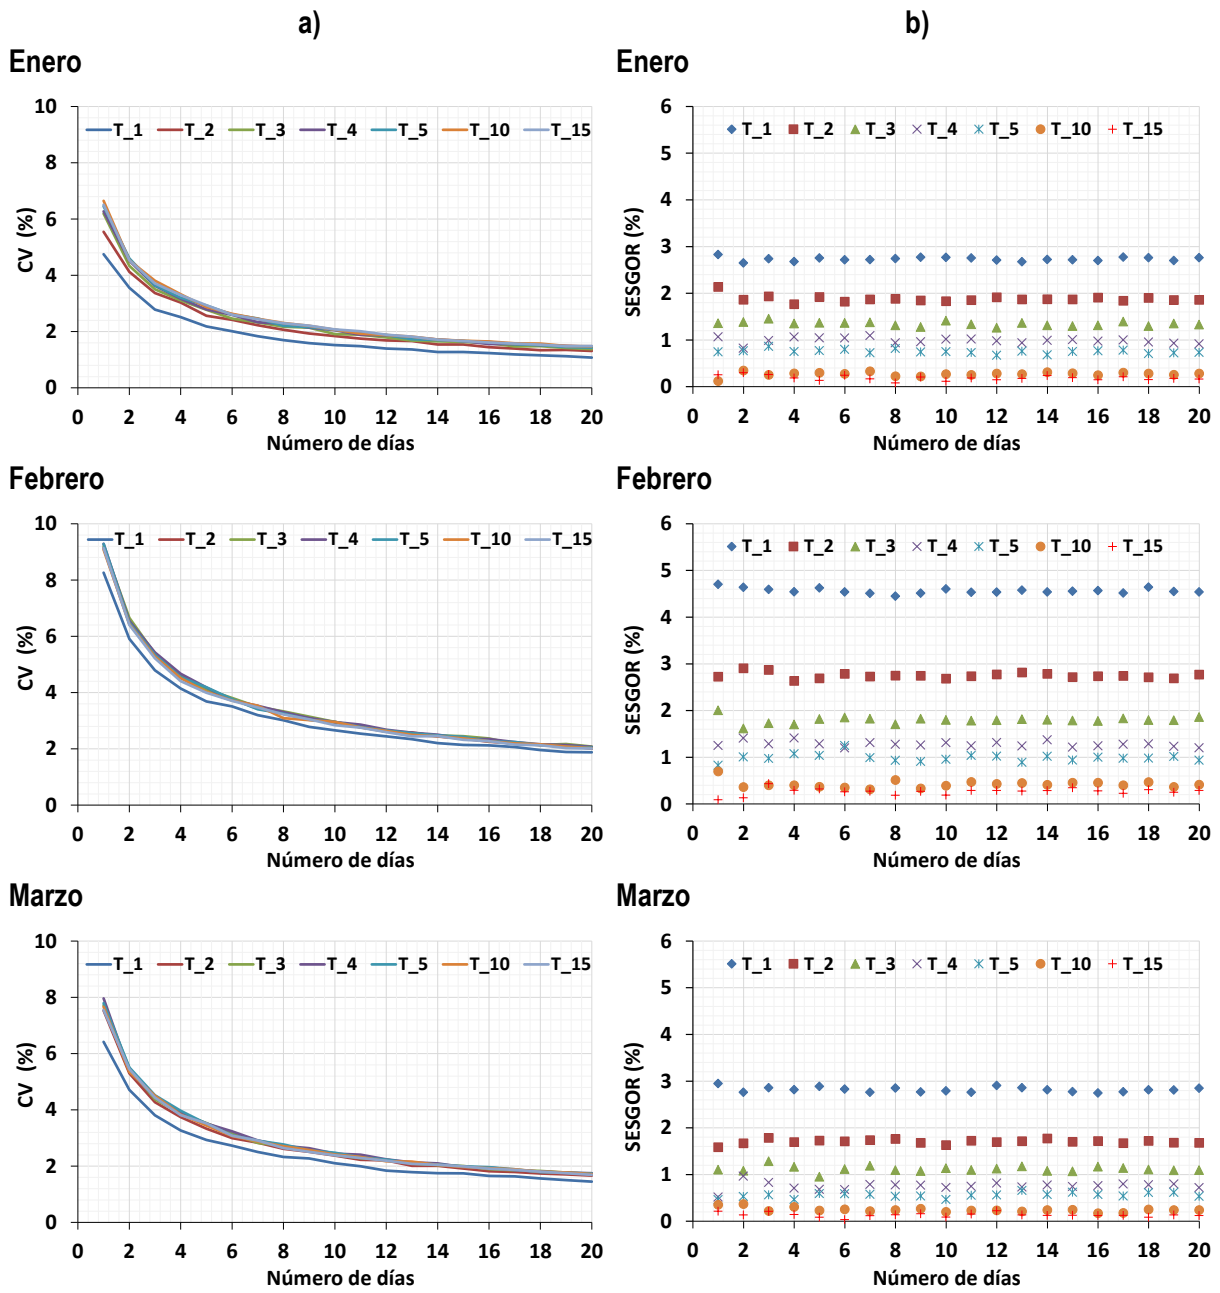 a)
b)
Enero
Enero
10
8
6
4
2
0
CV (%)
T_1 T_2 T_3 T_4 T_5 T_10 T_15
0 2 4 6 8 10 12 14 16 18 20
Número de días
6
5
4
3
2
1
0
SESGOR (%)
T_1 T_2 T_3 T_4 T_5 T_10 T_15
0 2 4 6 8 10 12 14 16 18 20
Número de días
Febrero
Febrero
10
8
6
4
2
0
CV (%)
T_1 T_2 T_3 T_4 T_5 T_10 T_15
0 2 4 6 8 10 12 14 16 18 20
Número de días
6
5
4
3
2
1
0
SESGOR (%)
T_1 T_2 T_3 T_4 T_5 T_10 T_15
0 2 4 6 8 10 12 14 16 18 20
Número de días
Marzo
Marzo
10
8
6
4
2
0
CV (%)
T_1 T_2 T_3 T_4 T_5 T_10 T_15
0 2 4 6 8 10 12 14 16 18 20
Número de días
6
5
4
3
2
1
0
SESGOR (%)
T_1 T_2 T_3 T_4 T_5 T_10 T_15
0 2 4 6 8 10 12 14 16 18 20
Número de días